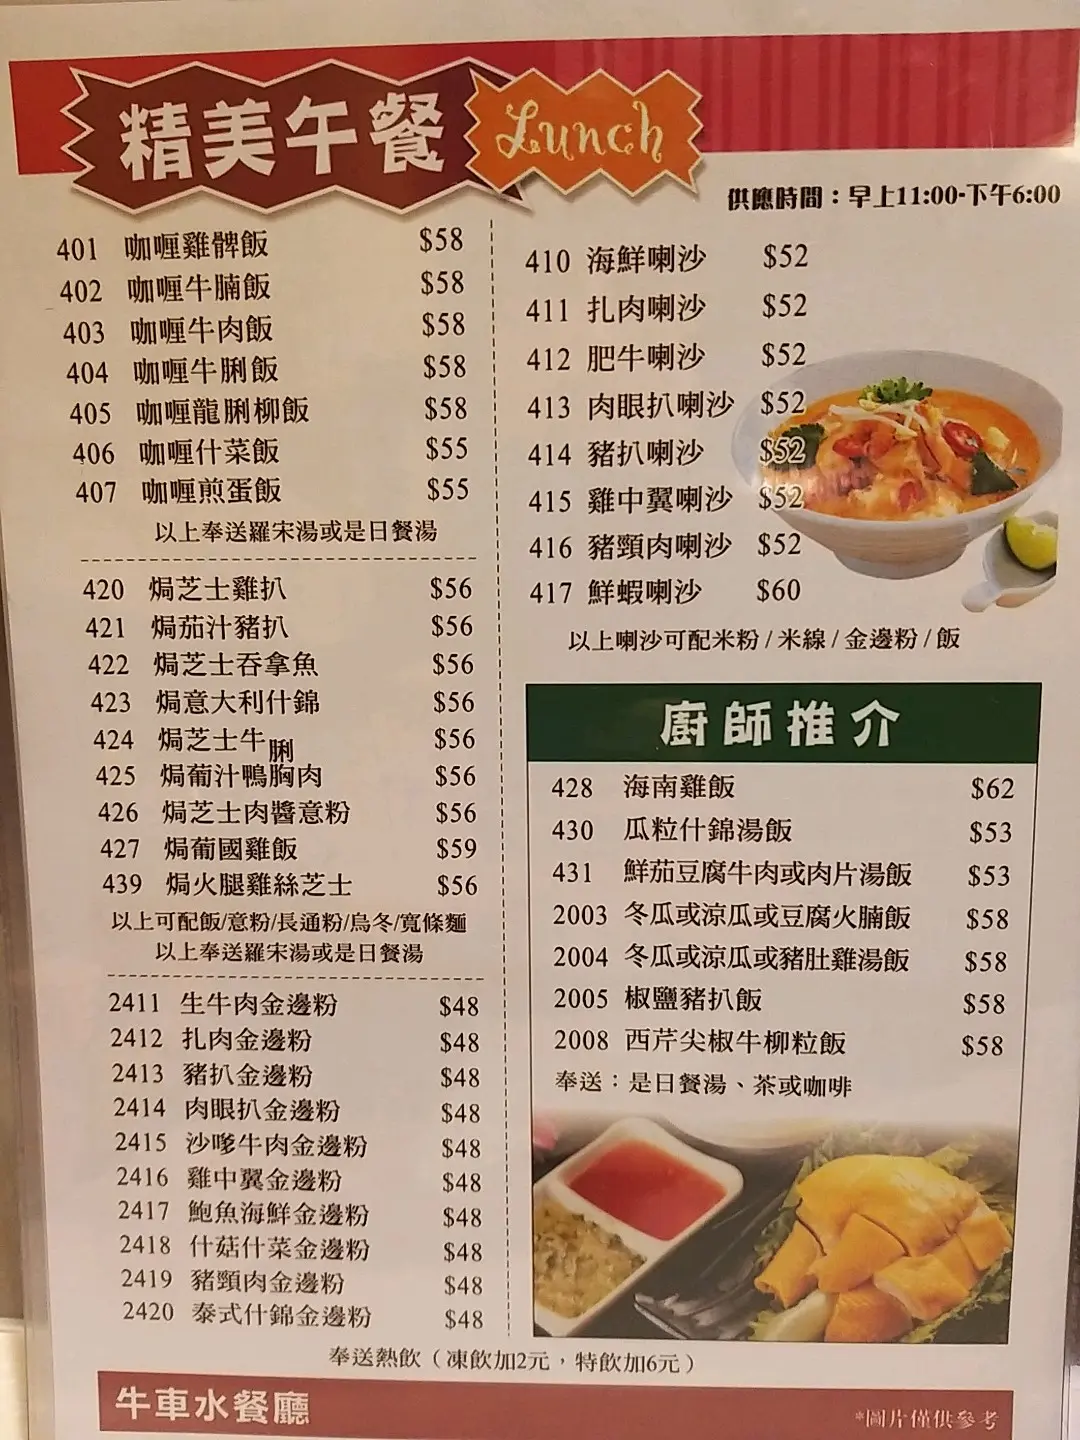 精美午餐 Lunch
供應時間：早上11:00-下午6:00
401 咖喱雞髀飯 $58
402 咖喱牛腩飯 $58
403 咖喱牛肉飯 $58
404 咖喱牛脷飯 $58
405 咖喱龍脷柳飯 $58
406 咖喱什菜飯 $55
407 咖喱煎蛋飯 $55
以上奉送羅宋湯或是日餐湯
420 焗芝士雞扒 $56
421 焗茄汁豬扒 $56
422 焗芝士吞拿魚 $56
423 焗意大利什錦 $56
424 焗芝士牛脷 $56
425 焗葡汁鴨胸肉 $56
426 焗芝士肉醬意粉 $56
427 焗葡國雞飯 $59
439 焗火腿雞絲芝士 $56
以上可配飯/意粉/長通粉/烏冬/寬條麵
以上奉送羅宋湯或是日餐湯
2411 生牛肉金邊粉 $48
2412 扎肉金邊粉 $48
2413 豬扒金邊粉 $48
2414 肉眼扒金邊粉 $48
2415 沙嗲牛肉金邊粉 $48
2416 雞中翼金邊粉 $48
2417 鮑魚海鮮金邊粉 $48
2418 什菇什菜金邊粉 $48
2419 豬頸肉金邊粉 $48
2420 泰式什錦金邊粉 $48
410 海鮮喇沙 $52
411 扎肉喇沙 $52
412 肥牛喇沙 $52
413 肉眼扒喇沙 $52
414 豬扒喇沙 $52
415 雞中翼喇沙 $52
416 豬頸肉喇沙 $52
417 鮮蝦喇沙 $60
以上喇沙可配米粉/米線/金邊粉/飯
廚師推介
428 海南雞飯 $62
430 瓜粒什錦湯飯 $53
431 鮮茄豆腐牛肉或肉片湯飯 $53
2003 冬瓜或涼瓜或豆腐火腩飯 $58
2004 冬瓜或涼瓜或豬肚雞湯飯 $58
2005 椒鹽豬扒飯 $58
2008 西芹尖椒牛柳粒飯 $58
奉送：是日餐湯、茶或咖啡
奉送熱飲（凍飲加2元，特飲加6元）
牛車水餐廳
*圖片僅供參考